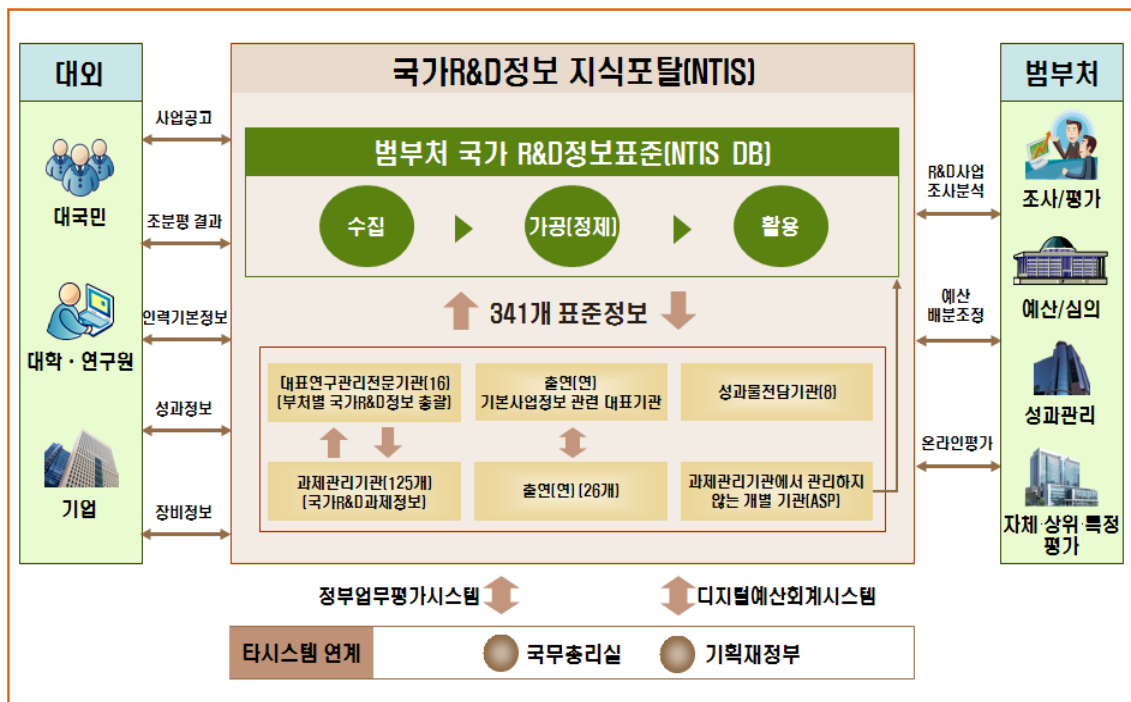 대외
대국민
대학·연구원
기업
사업공고
조분평 결과
인력기본정보
성과정보
장비정보
국가R&D정보 지식포탈(NTIS)
범부처 국가 R&D정보표준(NTIS DB)
수집
가공(정제)
활용
341개 표준정보
대표연구관리전문기관(16)
(부처별 국가R&D정보 총괄)
출연(연)
기본사업정보 관련 대표기관
성과물전담기관(8)
과제관리기관(125개)
(국가R&D과제정보)
출연(연) (26개)
과제관리기관에서 관리하지
않는 개별 기관(ASP)
R&D사업
조사분석
예산
배분조정
온라인평가
범부처
조사/평가
예산/심의
성과관리
자체·상위·특정
평가
정부업무평가시스템
디지털예산회계시스템
타시스템 연계
국무총리실
기획재정부